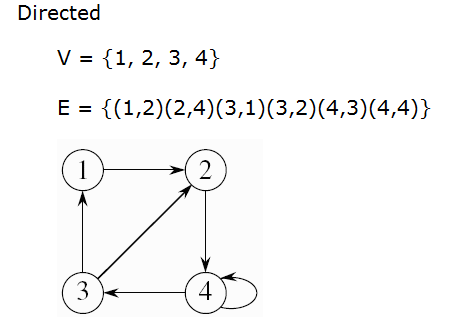 Directed
V = {1, 2, 3, 4}
E = {(1,2)(2,4)(3,1)(3,2)(4,3)(4,4)}
1 2
3 4